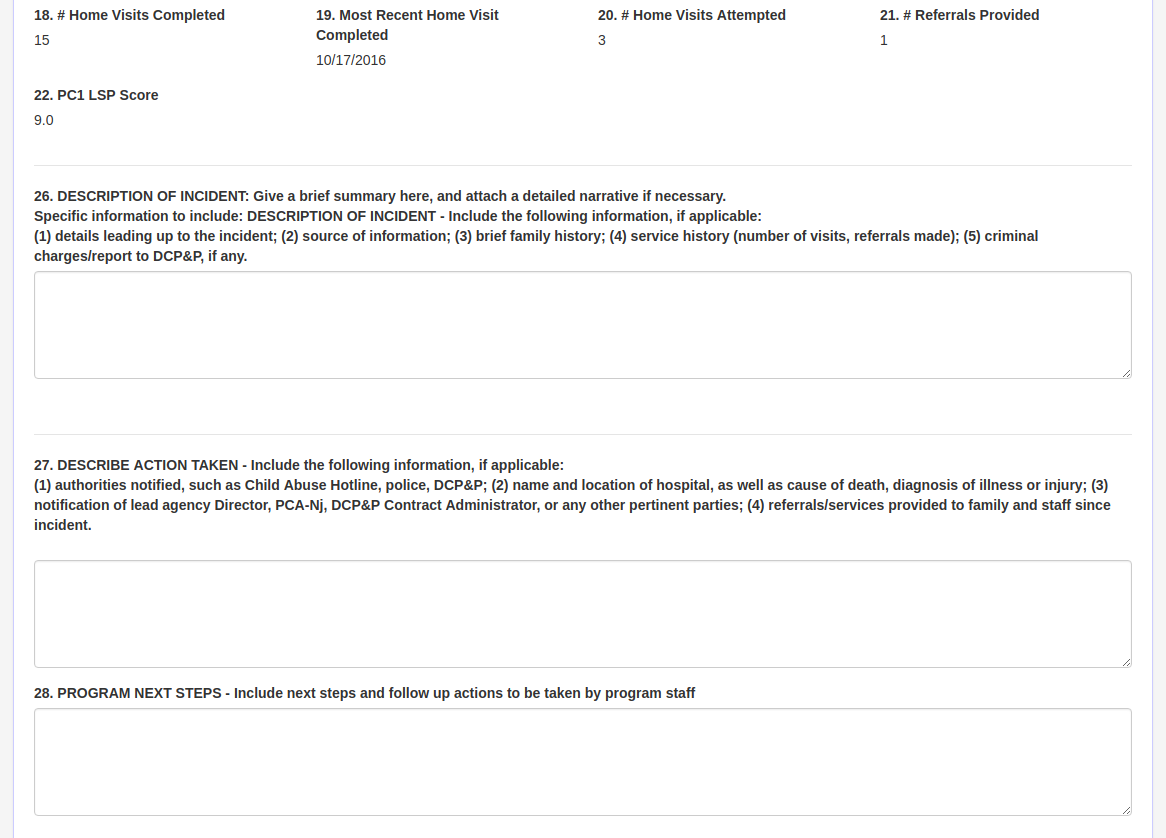 18. # Home Visits Completed
15
19. Most Recent Home Visit
Completed
10/17/2016
20. # Home Visits Attempted
3
21. # Referrals Provided
1
22. PC1 LSP Score
9.0
26. DESCRIPTION OF INCIDENT: Give a brief summary here, and attach a detailed narrative if necessary.
Specific information to include: DESCRIPTION OF INCIDENT - Include the following information, if applicable:
(1) details leading up to the incident; (2) source of information; (3) brief family history; (4) service history (number of visits, referrals made); (5) criminal
charges/report to DCP&P, if any.
27. DESCRIBE ACTION TAKEN - Include the following information, if applicable:
(1) authorities notified, such as Child Abuse Hotline, police, DCP&P; (2) name and location of hospital, as well as cause of death, diagnosis of illness or injury; (3)
notification of lead agency Director, PCA-Nj, DCP&P Contract Administrator, or any other pertinent parties; (4) referrals/services provided to family and staff since
incident.
28. PROGRAM NEXT STEPS - Include next steps and follow up actions to be taken by program staff